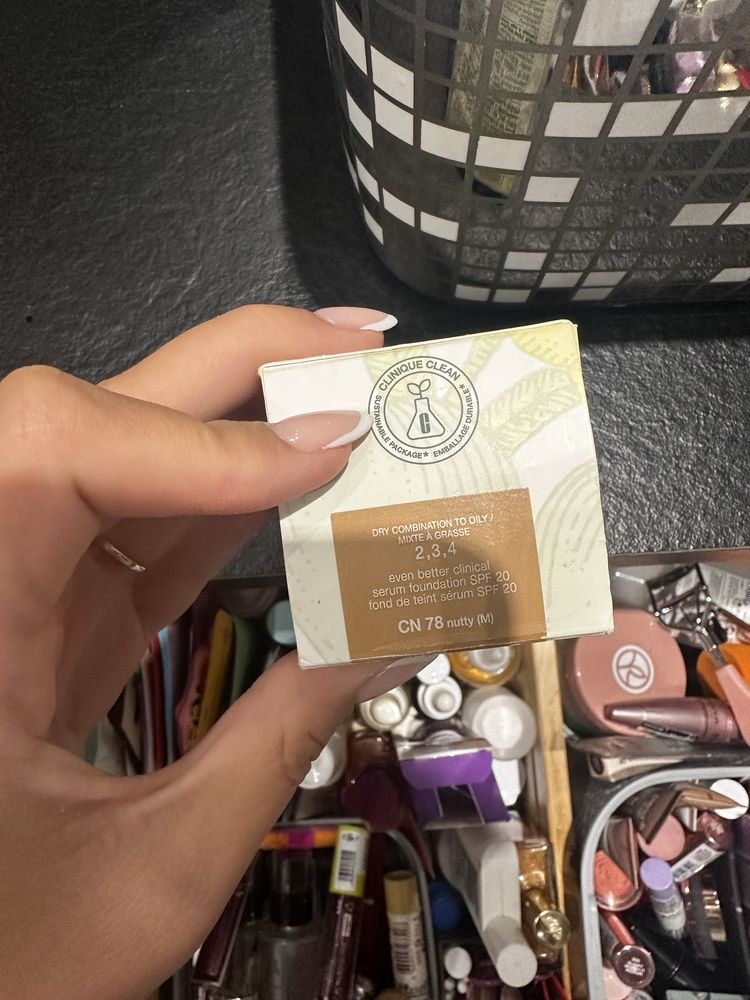 CLINIQUE CLEAN
SUSTAINABLE PACKAGE* EMBALLAGE DURABLE*
C
DRY COMBINATION TO OILY /
MIXTE À GRASSE
2,3,4
even better clinical
serum foundation SPF 20
fond de teint sérum SPF 20
CN 78 nutty (M)